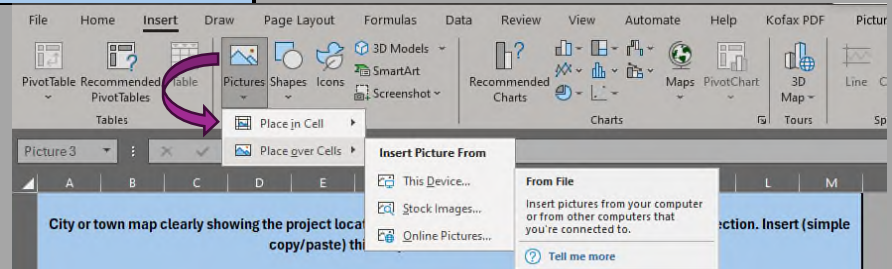 File Home Insert Draw Page Layout Formulas Data Review View Automate Help Kofax PDF Pictur
PivotTable Recommended PivotTables Table
Pictures Shapes Icons
3D Models
SmartArt
Screenshot
Recommended Charts
Maps PivotChart
3D Map
Line
Tables
Charts
Tours
Sp
Place in Cell
Place over Cells
Picture 3
Insert Picture From
This Device...
Stock Images...
Online Pictures...
From File
Insert pictures from your computer
or from other computers that
you're connected to.
Tell me more
A B C D E L M
City or town map clearly showing the project locat
ction. Insert (simple
copy/paste) thi